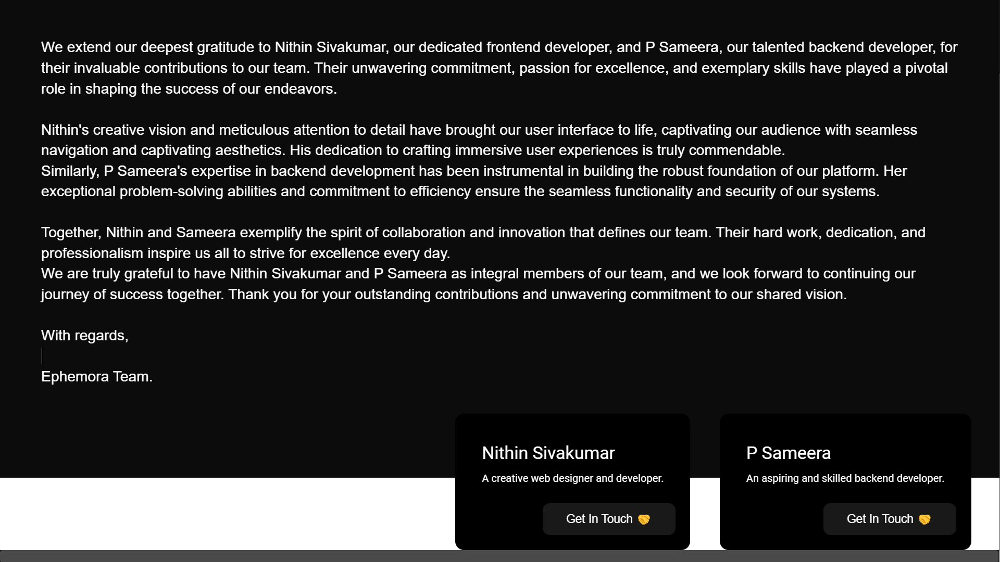 We extend our deepest gratitude to Nithin Sivakumar, our dedicated frontend developer, and P Sameera, our talented backend developer, for
their invaluable contributions to our team. Their unwavering commitment, passion for excellence, and exemplary skills have played a pivotal
role in shaping the success of our endeavors.
Nithin's creative vision and meticulous attention to detail have brought our user interface to life, captivating our audience with seamless
navigation and captivating aesthetics. His dedication to crafting immersive user experiences is truly commendable.
Similarly, P Sameera's expertise in backend development has been instrumental in building the robust foundation of our platform. Her
exceptional problem-solving abilities and commitment to efficiency ensure the seamless functionality and security of our systems.
Together, Nithin and Sameera exemplify the spirit of collaboration and innovation that defines our team. Their hard work, dedication, and
professionalism inspire us all to strive for excellence every day.
We are truly grateful to have Nithin Sivakumar and P Sameera as integral members of our team, and we look forward to continuing our
journey of success together. Thank you for your outstanding contributions and unwavering commitment to our shared vision.
With regards,
Ephemora Team.
Nithin Sivakumar
A creative web designer and developer.
Get In Touch 🤝
P Sameera
An aspiring and skilled backend developer.
Get In Touch 🤝